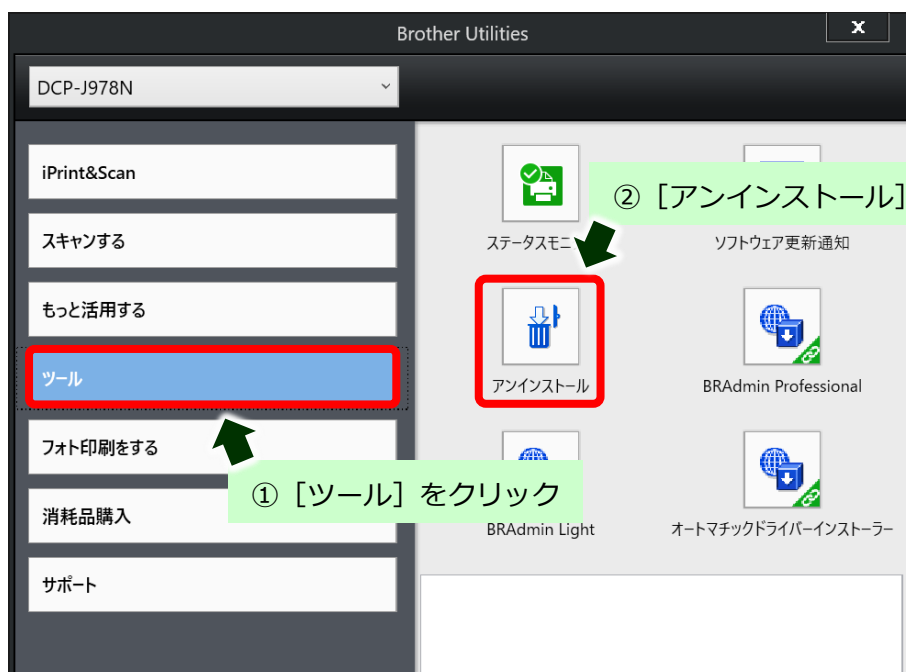 Brother Utilities
x
DCP-J978N
iPrint&Scan
スキャンする
もっと活用する
ツール
フォト印刷をする
消耗品購入
サポート
②［アンインストール］
ステータスモニ
ソフトウェア更新通知
アンインストール
BRAdmin Professional
①［ツール］をクリック
BRAdmin Light
オートマチックドライバーインストーラー